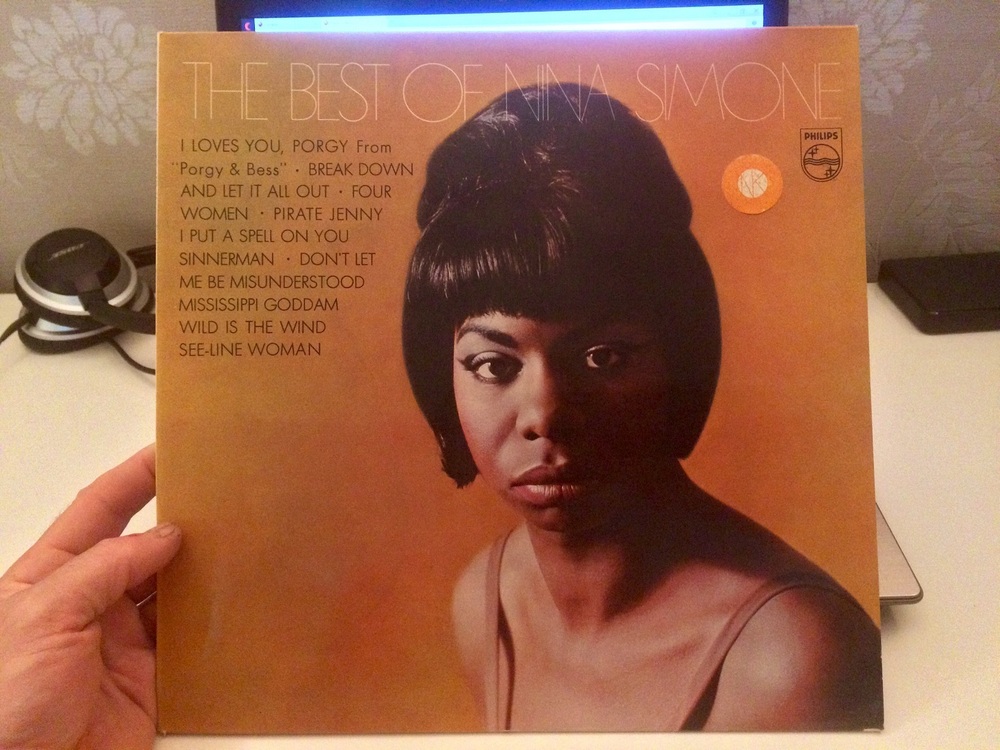 THE BEST OF NINA SIMONE
PHILIPS
I LOVES YOU, PORGY From
"Porgy & Bess" · BREAK DOWN
AND LET IT ALL OUT · FOUR
WOMEN · PIRATE JENNY
I PUT A SPELL ON YOU
SINNERMAN · DON'T LET
ME BE MISUNDERSTOOD
MISSISSIPPI GODDAM
WILD IS THE WIND
SEE-LINE WOMAN
BOSE